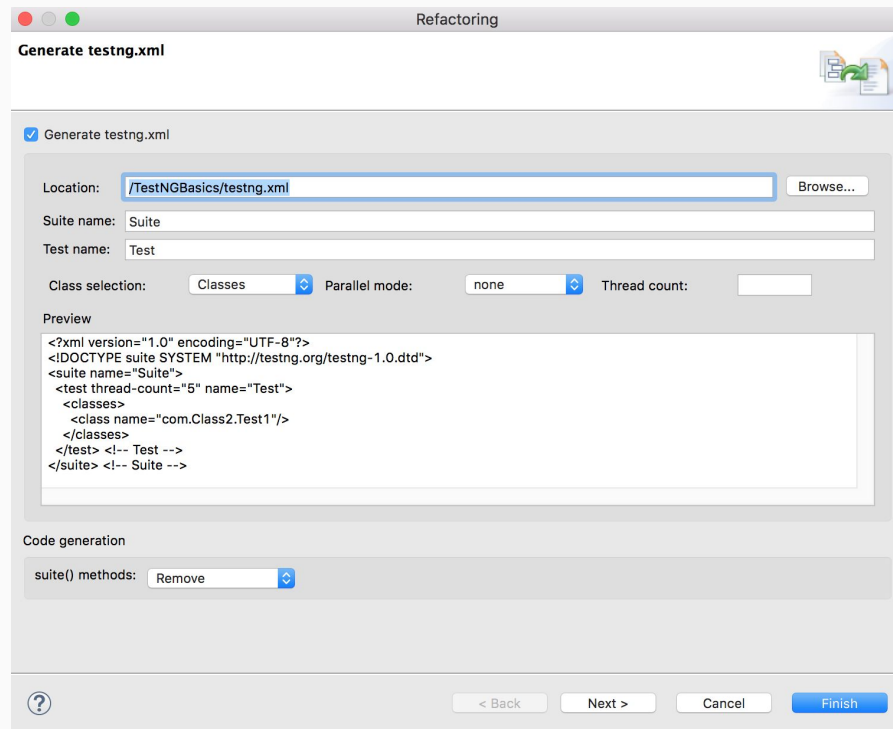 Refactoring
Generate testng.xml
Generate testng.xml
Location: /TestNGBasics/testng.xml Browse...
Suite name: Suite
Test name: Test
Class selection: Classes Parallel mode: none Thread count:
Preview
<?xml version="1.0" encoding="UTF-8"?>
<!DOCTYPE suite SYSTEM "http://testng.org/testng-1.0.dtd">
<suite name="Suite">
  <test thread-count="5" name="Test">
    <classes>
      <class name="com.Class2.Test1"/>
    </classes>
  </test> <!-- Test -->
</suite> <!-- Suite -->
Code generation
suite() methods: Remove
? < Back Next > Cancel Finish